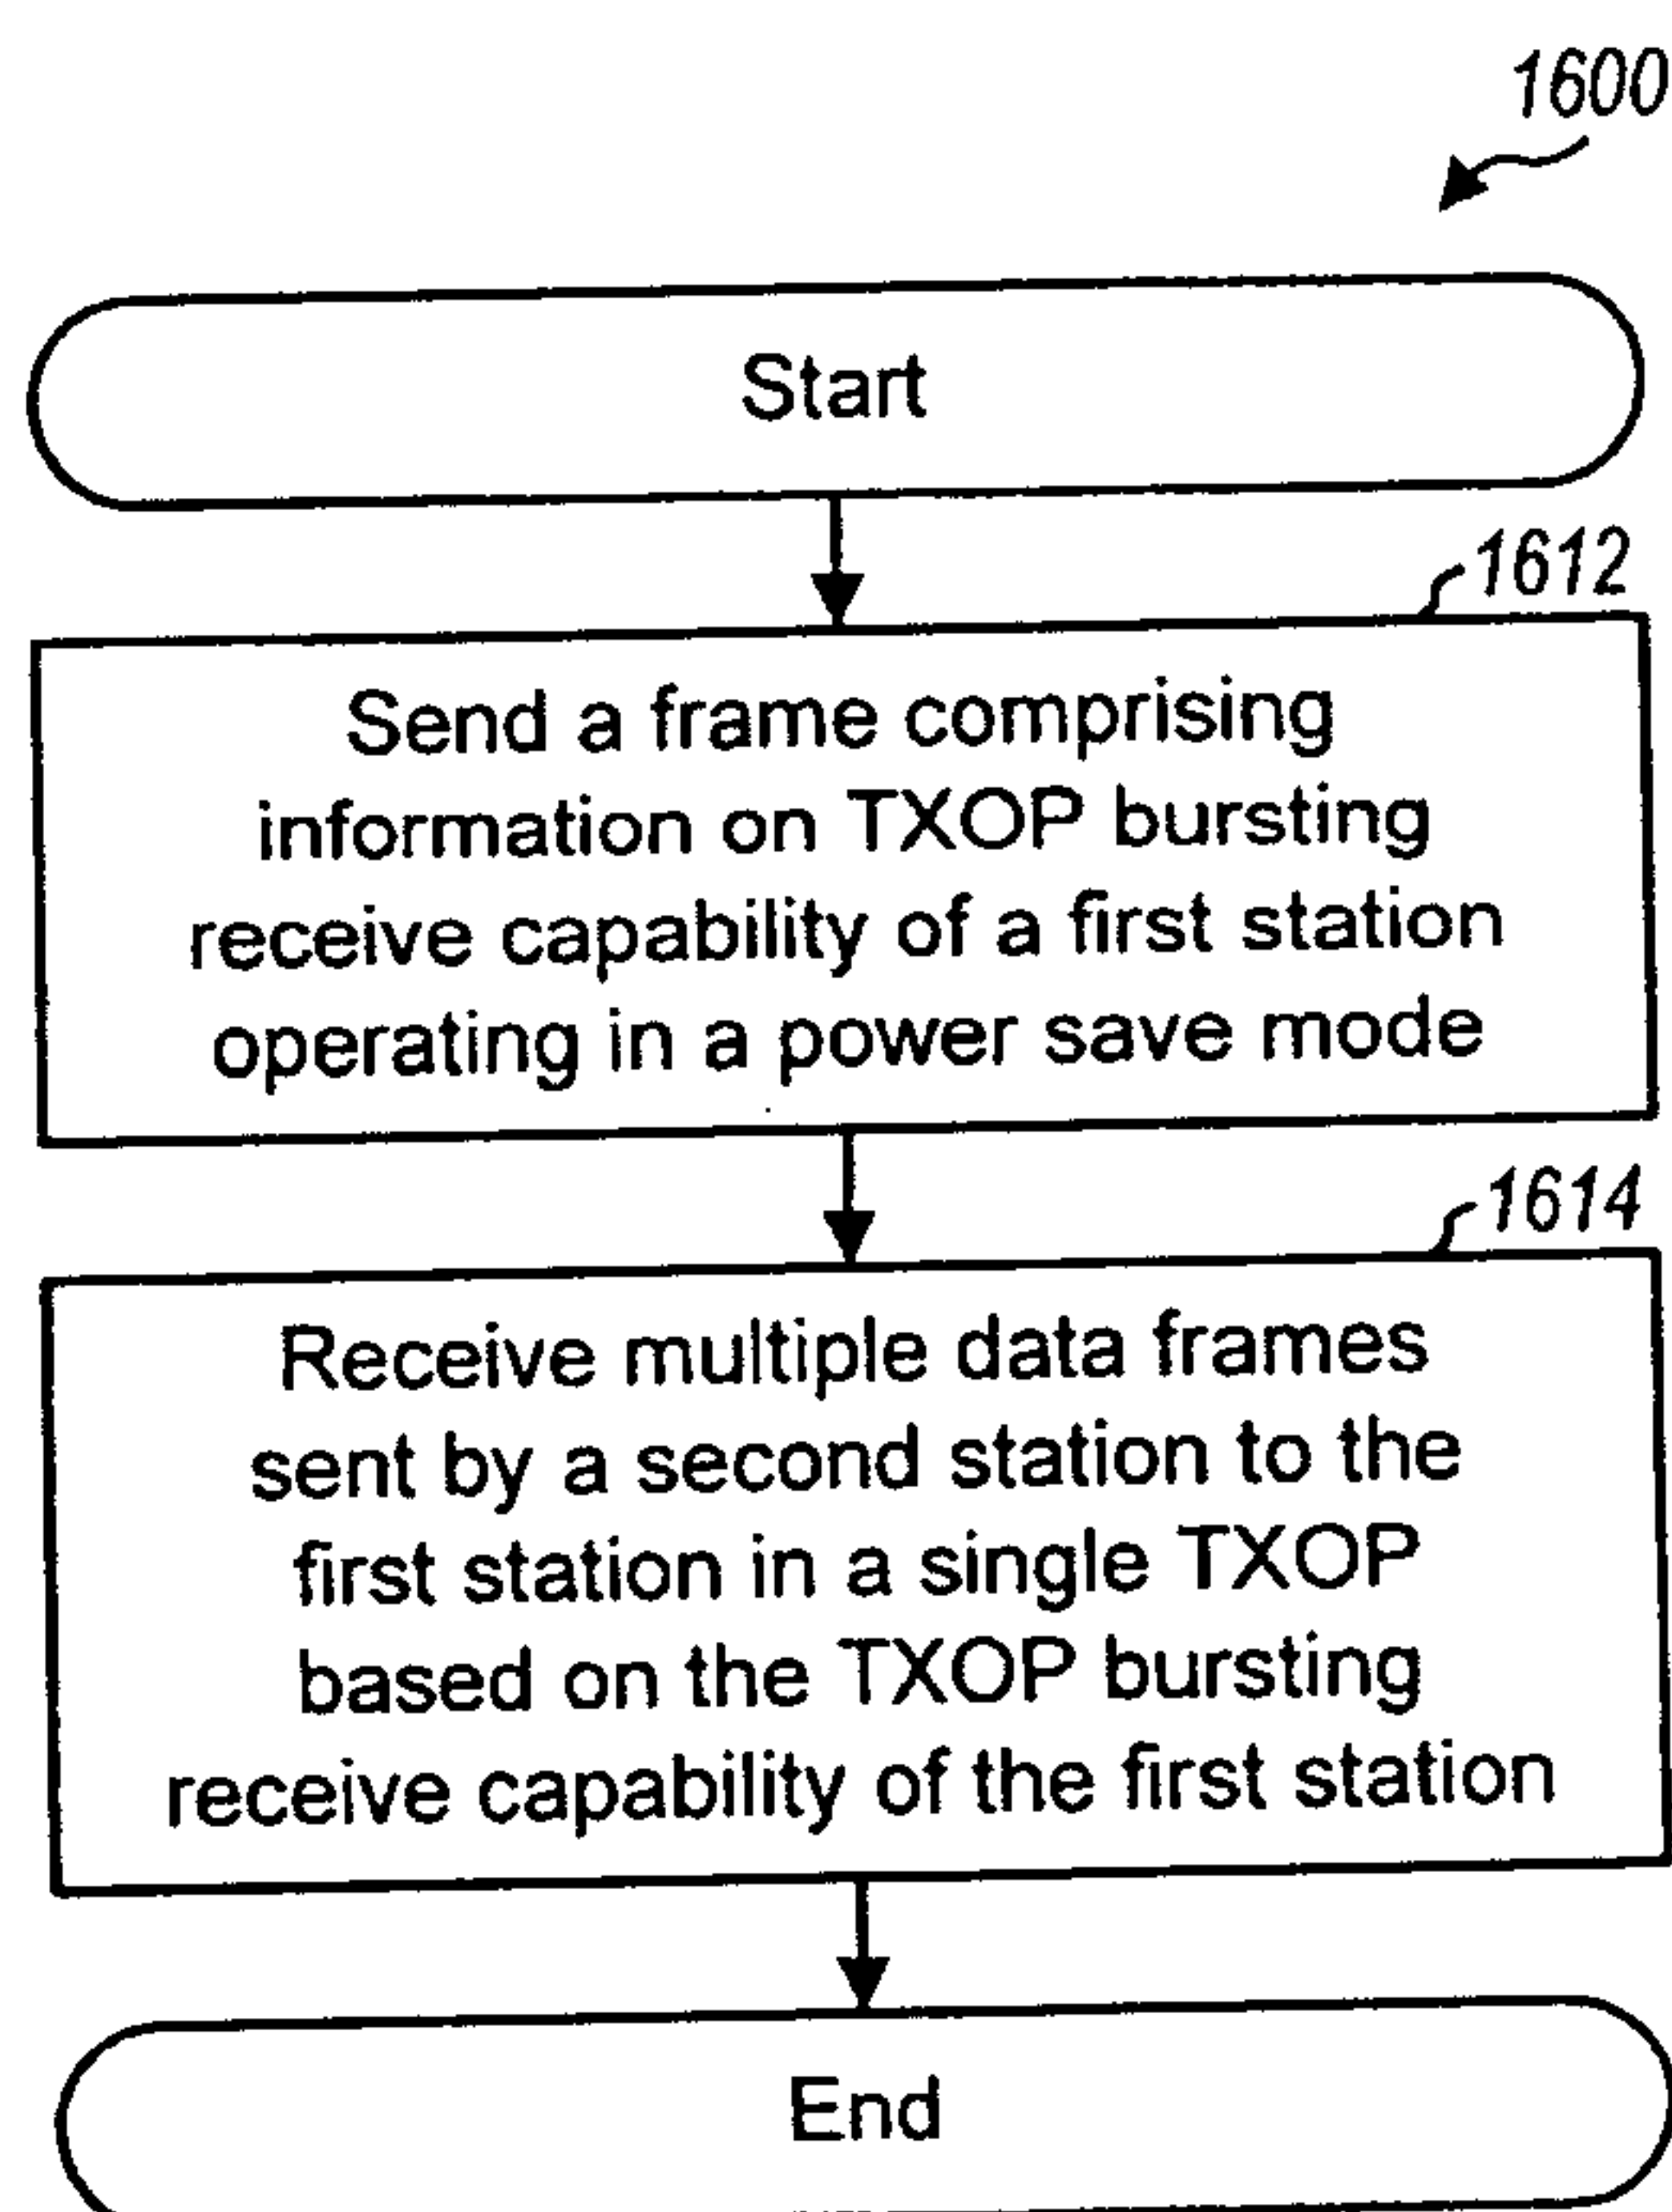 1600
Start
1612
Send a frame comprising
information on TXOP bursting
receive capability of a first station
operating in a power save mode
1614
Receive multiple data frames
sent by a second station to the
first station in a single TXOP
based on the TXOP bursting
receive capability of the first station
End